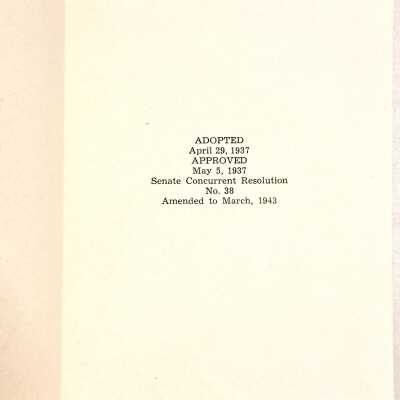 ADOPTED
April 29, 1937
APPROVED
May 5, 1937
Senate Concurrent Resolution
No. 38
Amended to March, 1943